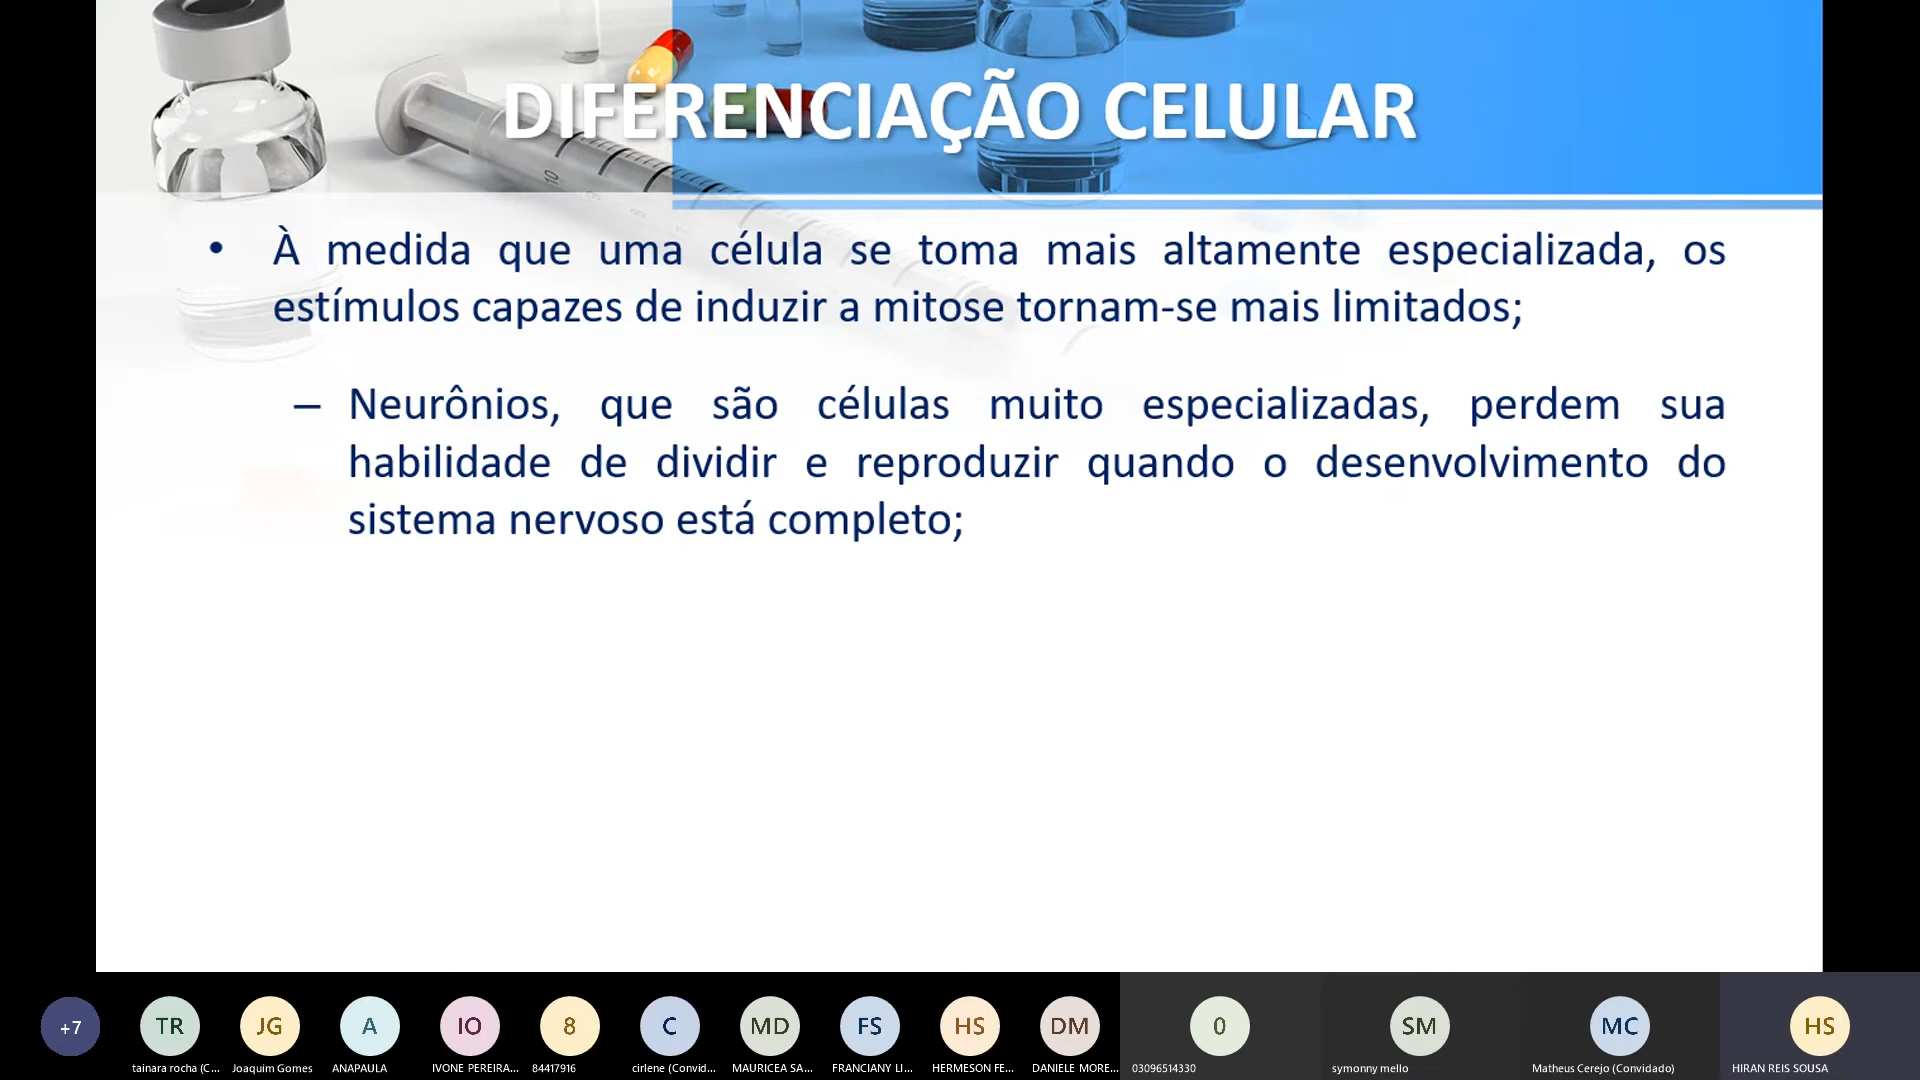 DIFERENCIAÇÃO CELULAR
• À medida que uma célula se toma mais altamente especializada, os
estímulos capazes de induzir a mitose tornam-se mais limitados;
– Neurônios, que são células muito especializadas, perdem sua
habilidade de dividir e reproduzir quando o desenvolvimento do
sistema nervoso está completo;
+7 TR JG A IO 8 C MD FS HS DM 0 SM MC HS
tainara rocha (C... Joaquim Gomes ANAPAULA IVONE PEREIRA... 84417916 cirlene (Convid... MAURICEA SA... FRANCIANY LI... HERMESON FE... DANIELE MORE... 03096514330 symonny mello Matheus Cerejo (Convidado) HIRAN REIS SOUSA